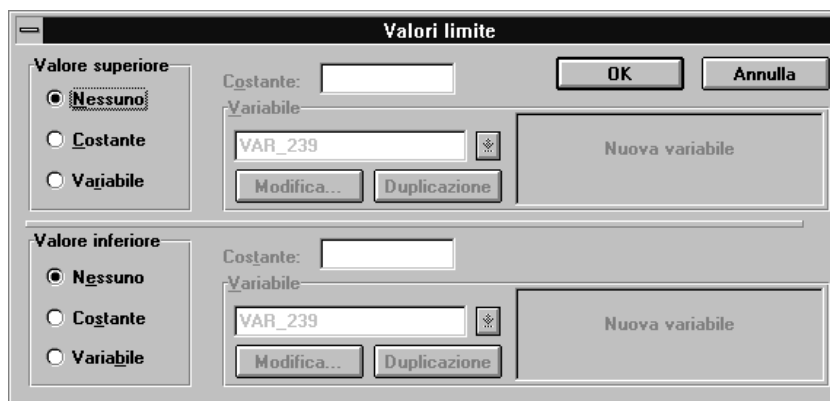 Valori limite
Valore superiore
Nessuno
Costante
Variabile
Costante:
Variabile
VAR_239
Modifica... Duplicazione
Nuova variabile
OK Annulla
Valore inferiore
Nessuno
Costante
Variabile
Costante:
Variabile
VAR_239
Modifica... Duplicazione
Nuova variabile